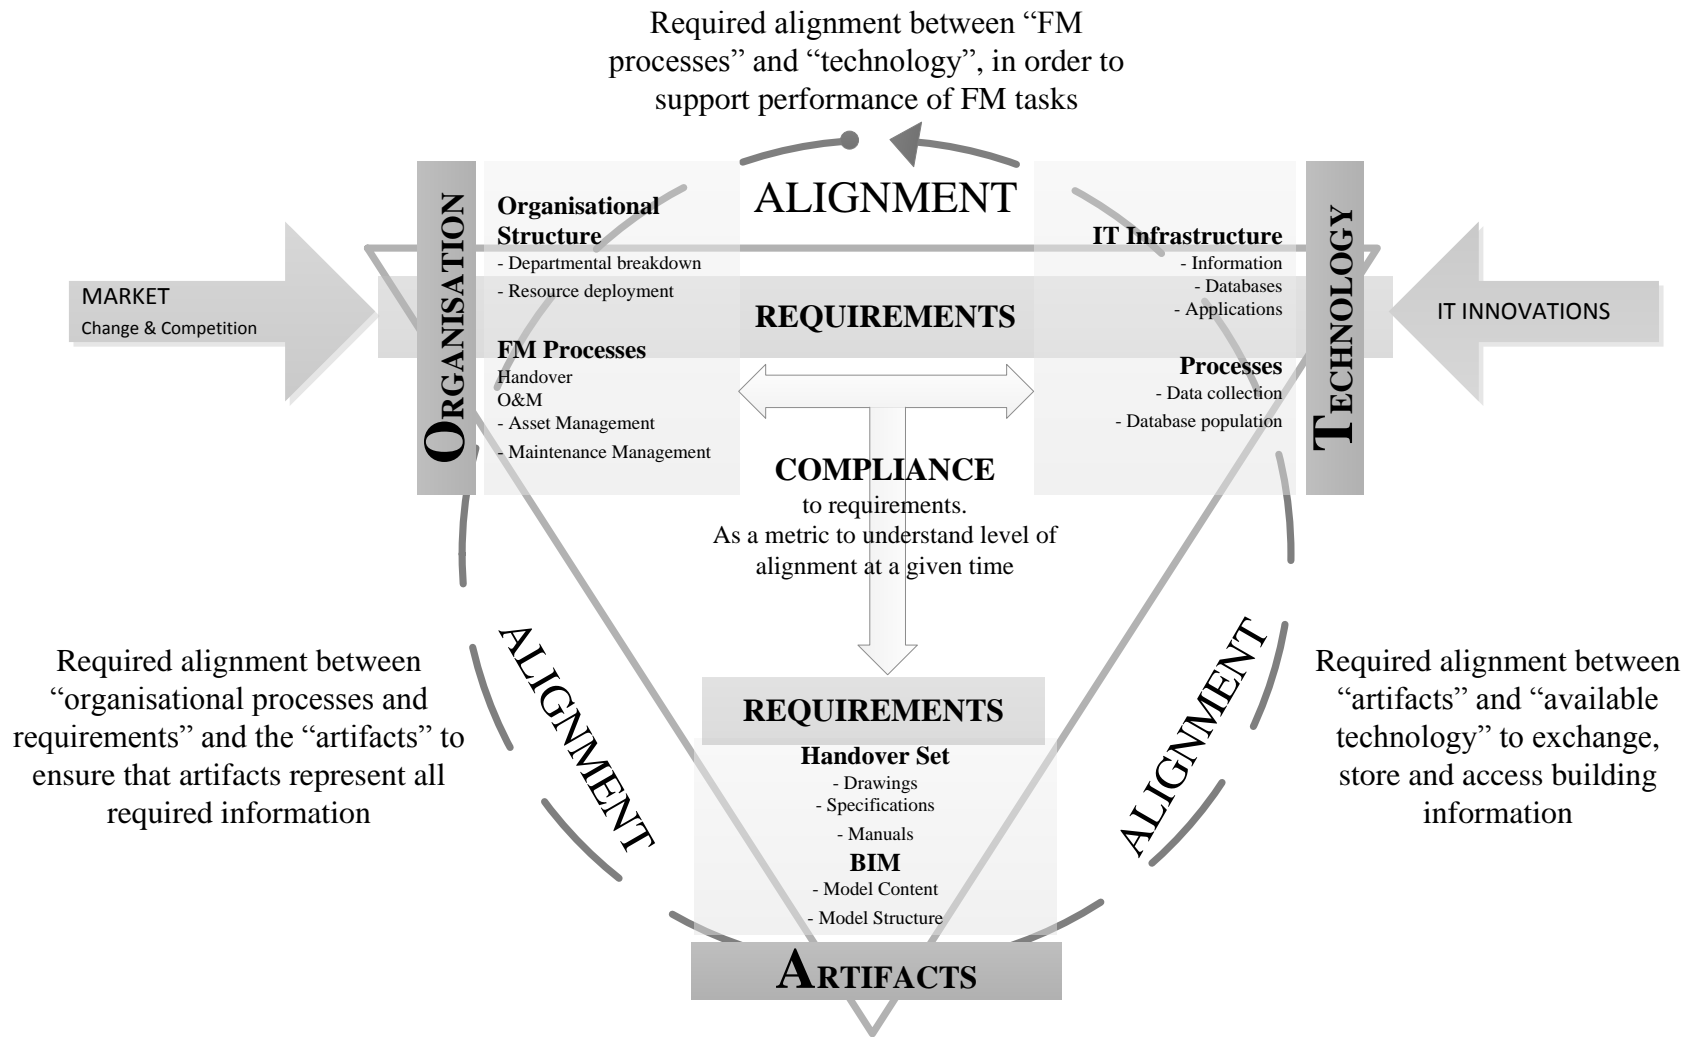 Required alignment between “FM
processes” and “technology”, in order to
support performance of FM tasks
ALIGNMENT
MARKET
Change & Competition
ORGANISATION
Organisational
Structure
- Departmental breakdown
- Resource deployment
FM Processes
Handover
O&M
- Asset Management
- Maintenance Management
REQUIREMENTS
IT Infrastructure
- Information
- Databases
- Applications
Processes
- Data collection
- Database population
TECHNOLOGY
IT INNOVATIONS
COMPLIANCE
to requirements.
As a metric to understand level of
alignment at a given time
Required alignment between
“organisational processes and
requirements” and the “artifacts” to
ensure that artifacts represent all
required information
ALIGNMENT
REQUIREMENTS
Handover Set
- Drawings
- Specifications
- Manuals
BIM
- Model Content
- Model Structure
ARTIFACTS
ALIGNMENT
Required alignment between
“artifacts” and “available
technology” to exchange,
store and access building
information